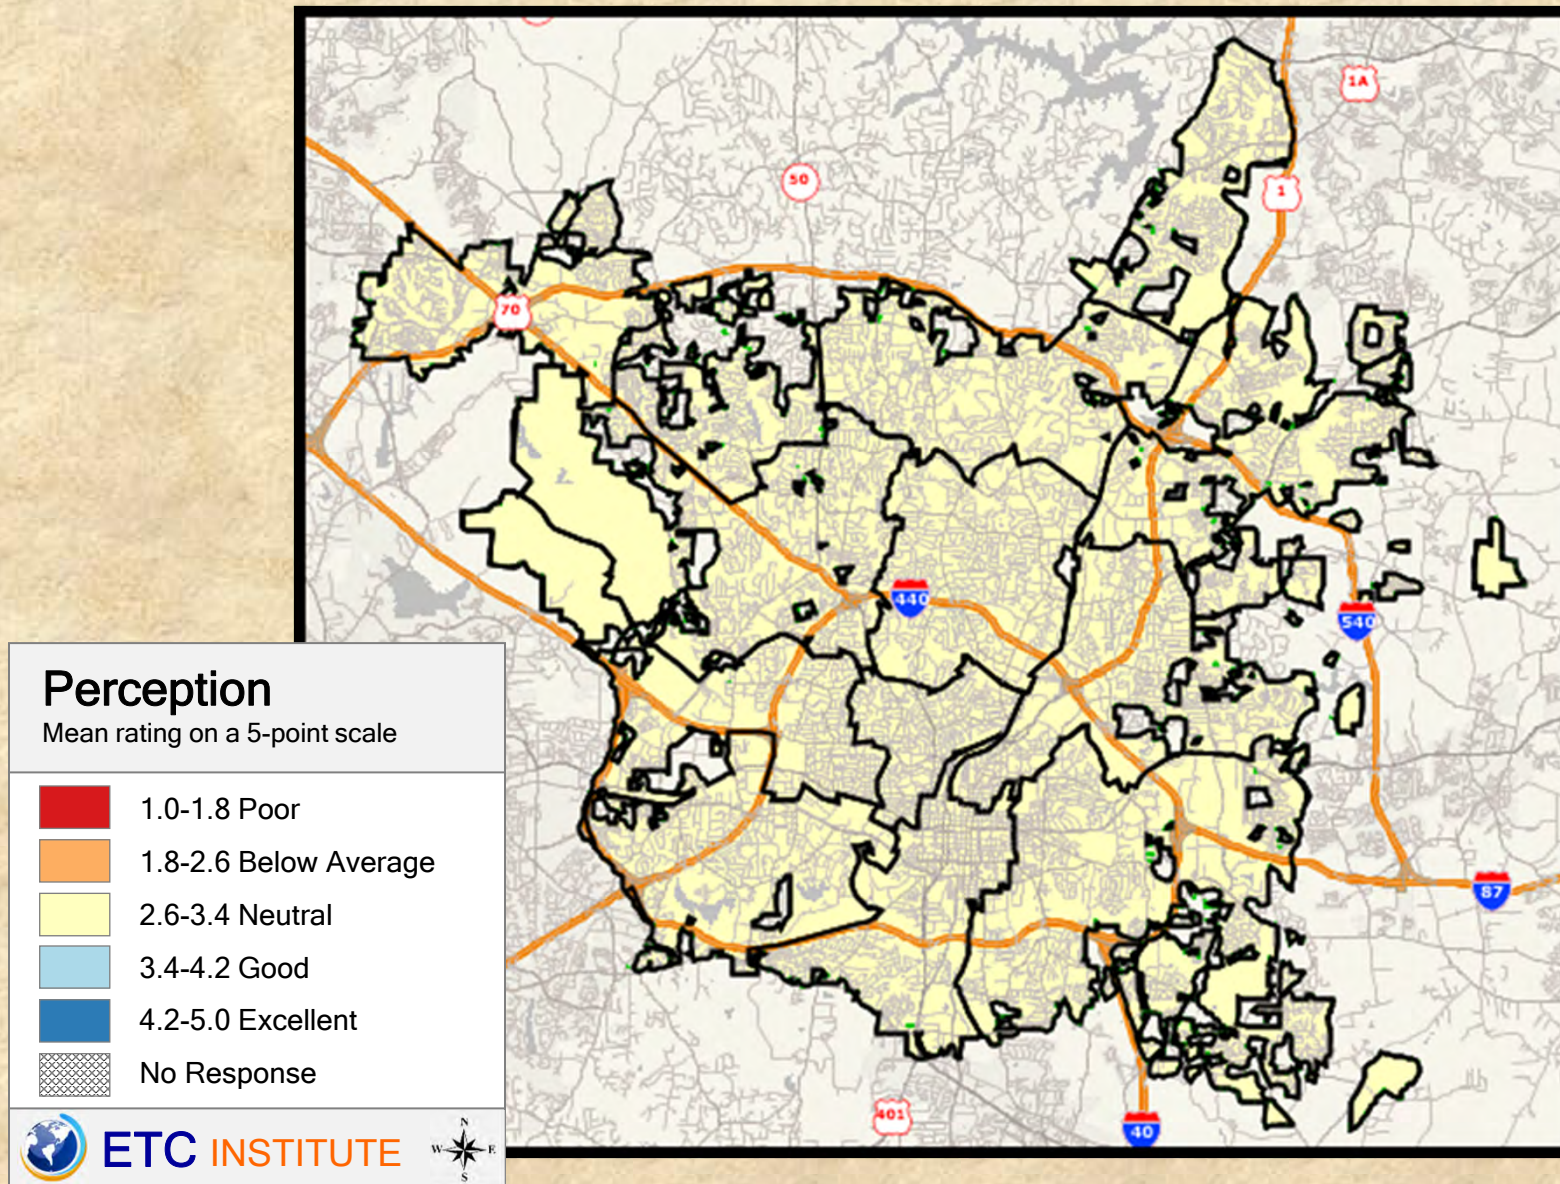 1A
50
1
70
440
540
87
401
40
Perception
Mean rating on a 5-point scale
1.0-1.8 Poor
1.8-2.6 Below Average
2.6-3.4 Neutral
3.4-4.2 Good
4.2-5.0 Excellent
No Response
ETC INSTITUTE
N
W E
S